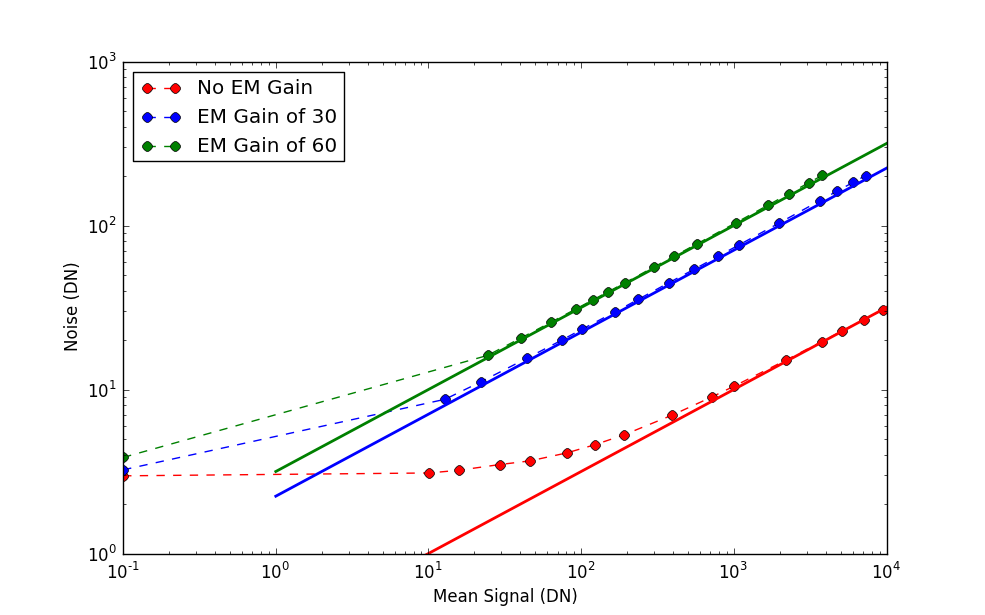 10^3
10^2
10^1
10^0
Noise (DN)
No EM Gain
EM Gain of 30
EM Gain of 60
10^-1 10^0 10^1 10^2 10^3 10^4
Mean Signal (DN)